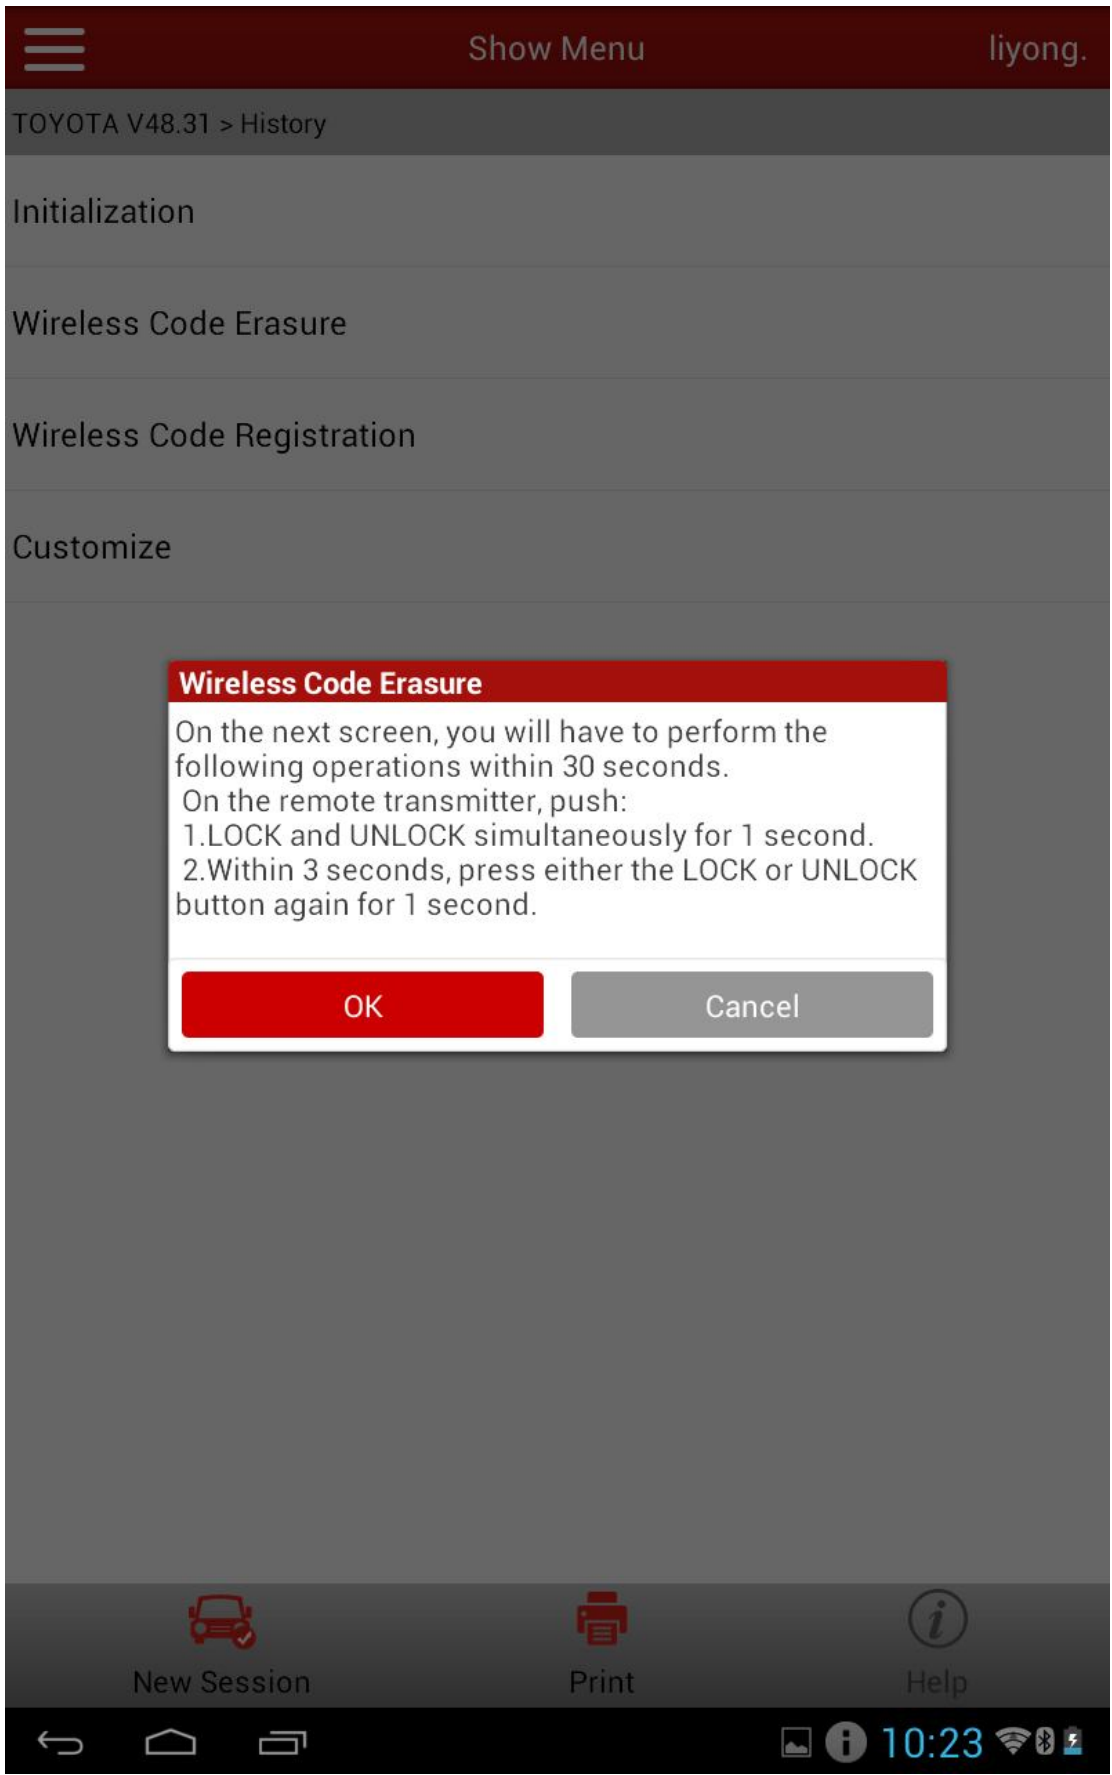 Show Menu liyong.
TOYOTA V48.31 > History
Initialization
Wireless Code Erasure
Wireless Code Registration
Customize
Wireless Code Erasure
On the next screen, you will have to perform the
following operations within 30 seconds.
On the remote transmitter, push:
1.LOCK and UNLOCK simultaneously for 1 second.
2.Within 3 seconds, press either the LOCK or UNLOCK
button again for 1 second.
OK Cancel
New Session Print Help
10:23